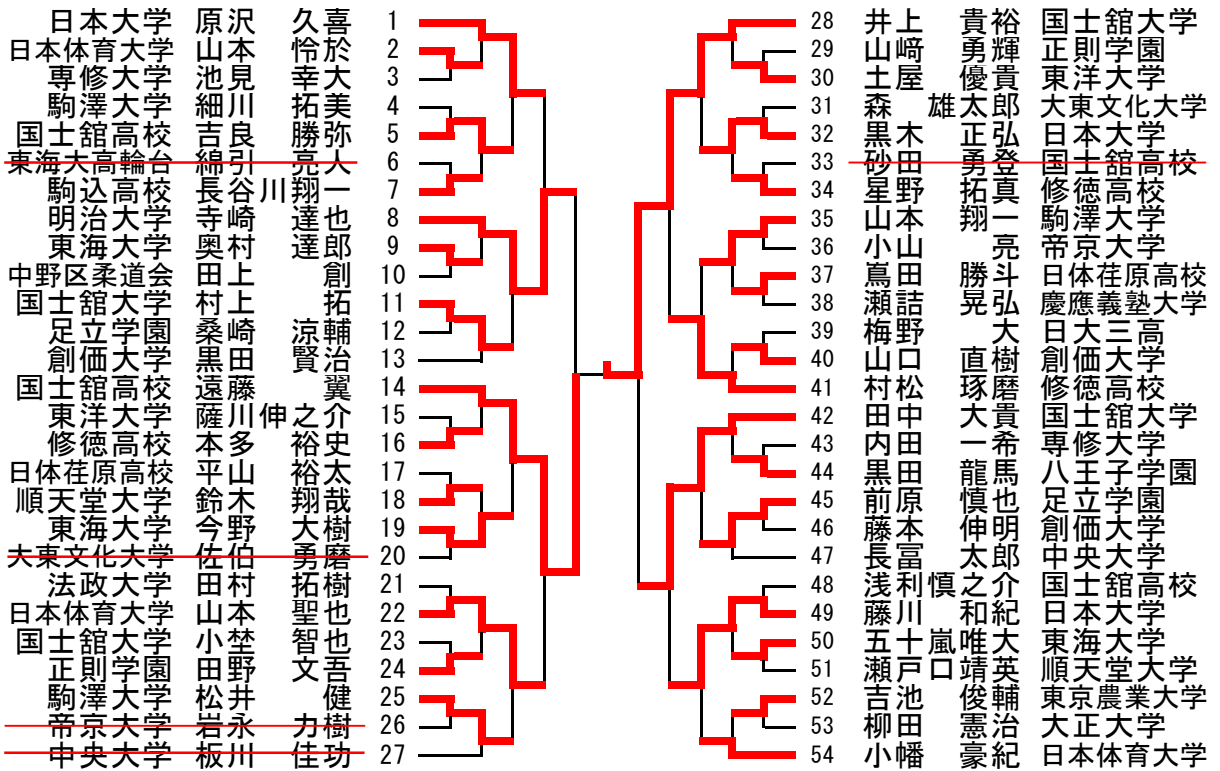 日本大学 原沢 久喜 1
日本体育大学 山本 怜於 2
専修大学 池見 幸大 3
駒澤大学 細川 拓美 4
国士舘高校 吉良 勝弥 5
東海大高輪台 綿引 亮人 6
駒込高校 長谷川翔一 7
明治大学 寺崎 達也 8
東海大学 奥村 達郎 9
中野区柔道会 田上 創 10
国士舘大学 村上 拓 11
足立学園 桑崎 涼輔 12
創価大学 黒田 賢治 13
国士舘高校 遠藤 翼 14
東洋大学 薩川伸之介 15
修徳高校 本多 裕史 16
日体荏原高校 平山 裕太 17
順天堂大学 鈴木 翔哉 18
東海大学 今野 大樹 19
大東文化大学 佐伯 勇磨 20
法政大学 田村 拓樹 21
日本体育大学 山本 聖也 22
国士舘大学 小埜 智也 23
正則学園 田野 文吾 24
駒澤大学 松井 健 25
帝京大学 岩永 力樹 26
中央大学 板川 佳功 27
28 井上 貴裕 国士舘大学
29 山﨑 勇輝 正則学園
30 土屋 優貴 東洋大学
31 森 雄太郎 大東文化大学
32 黒木 正弘 日本大学
33 砂田 勇登 国士舘高校
34 星野 拓真 修徳高校
35 山本 翔一 駒澤大学
36 小山 亮 帝京大学
37 蔦田 勝斗 日体荏原高校
38 瀬詰 晃弘 慶應義塾大学
39 梅野 大 日大三高
40 山口 直樹 創価大学
41 村松 琢磨 修徳高校
42 田中 大貴 国士舘大学
43 内田 一希 専修大学
44 黒田 龍馬 八王子学園
45 前原 慎也 足立学園
46 藤本 伸明 創価大学
47 長冨 太郎 中央大学
48 浅利慎之介 国士舘高校
49 藤川 和紀 日本大学
50 五十嵐唯大 東海大学
51 瀬戸口靖英 順天堂大学
52 吉池 俊輔 東京農業大学
53 柳田 憲治 大正大学
54 小幡 豪紀 日本体育大学